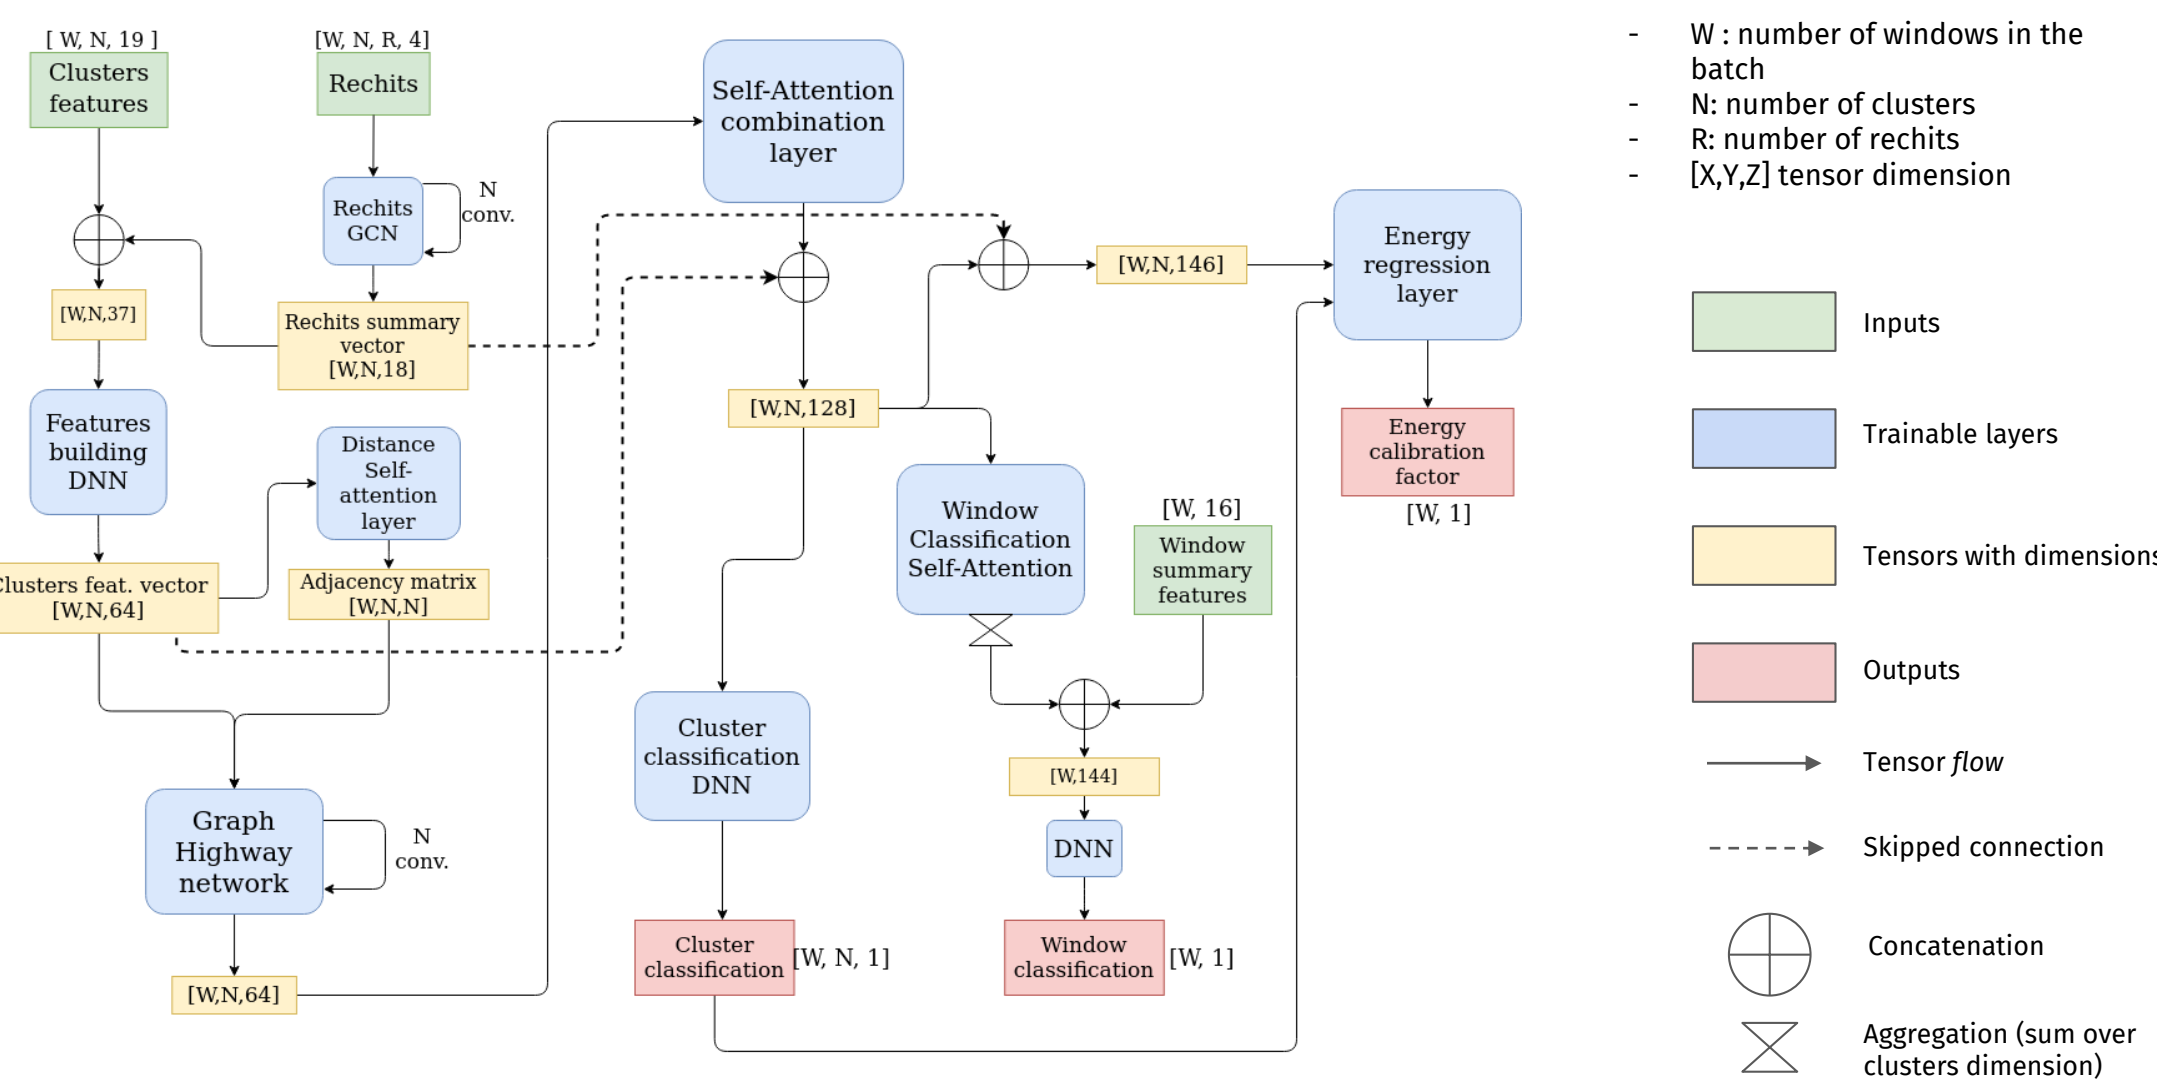 [ W, N, 19 ]
Clusters
features
[W, N, R, 4]
Rechits
Rechits
GCN
N
conv.
[W,N,37]
Rechits summary
vector
[W,N,18]
Features
building
DNN
Distance
Self-
attention
layer
Clusters feat. vector
[W,N,64]
Adjacency matrix
[W,N,N]
Graph
Highway
network
N
conv.
[W,N,64]
Self-Attention
combination
layer
[W,N,128]
[W,N,146]
Energy
regression
layer
Energy
calibration
factor
[W, 1]
Window
Classification
Self-Attention
[W, 16]
Window
summary
features
Cluster
classification
DNN
[W,144]
DNN
Cluster
classification
[W, N, 1]
Window
classification
[W, 1]
- W : number of windows in the
batch
- N: number of clusters
- R: number of rechits
- [X,Y,Z] tensor dimension
Inputs
Trainable layers
Tensors with dimensions
Outputs
Tensor flow
Skipped connection
Concatenation
Aggregation (sum over
clusters dimension)